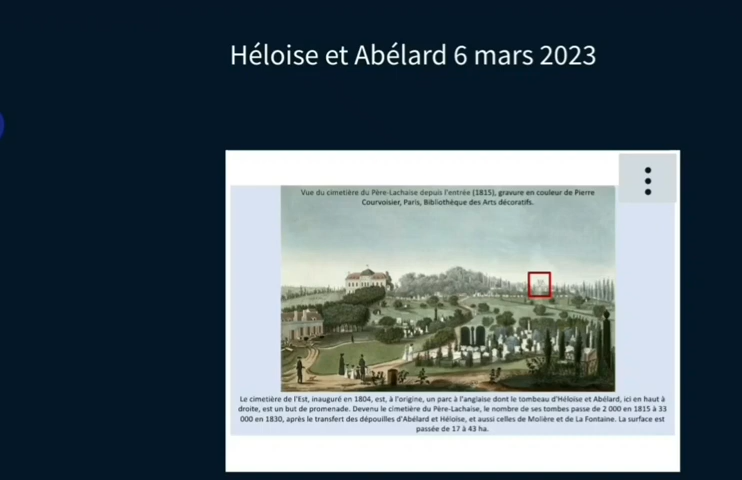 Héloise et Abélard 6 mars 2023
Vue du cimetière du Père-Lachaise depuis l'entrée (1815), gravure en couleur de Pierre
Courvoisier, Paris, Bibliothèque des Arts décoratifs.
Le cimetière de l'Est, inauguré en 1804, est, à l'origine, un parc à l'anglaise dont le tombeau d'Héloïse et Abélard, ici en haut à
droite, est un but de promenade. Devenu le cimetière du Père-Lachaise, le nombre de ses tombes passe de 2 000 en 1815 à 33
000 en 1830, après le transfert des dépouilles d'Abélard et Héloise, et aussi celles de Molière et de La Fontaine. La surface est
passée de 17 à 43 ha.